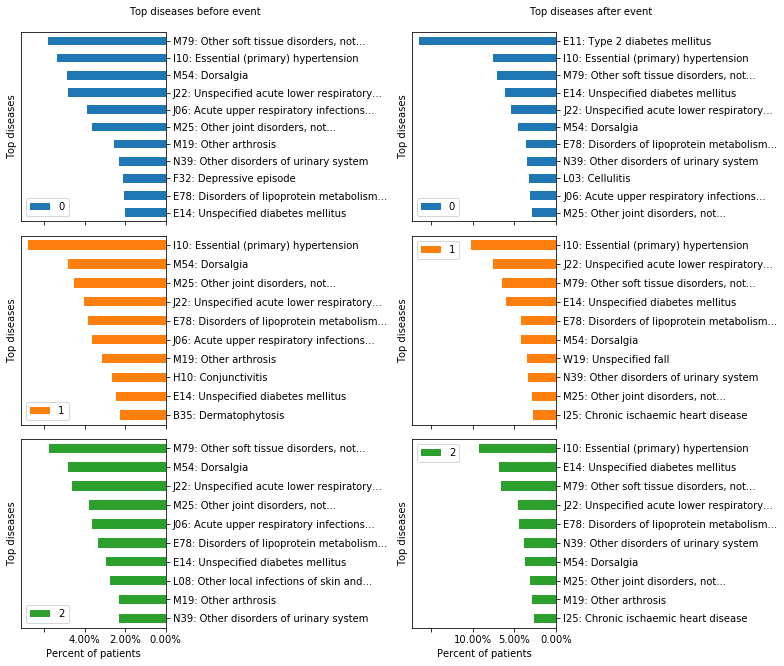 Top diseases before event
Top diseases
M79: Other soft tissue disorders, not...
I10: Essential (primary) hypertension
M54: Dorsalgia
J22: Unspecified acute lower respiratory...
J06: Acute upper respiratory infections...
M25: Other joint disorders, not...
M19: Other arthrosis
N39: Other disorders of urinary system
F32: Depressive episode
E78: Disorders of lipoprotein metabolism...
E14: Unspecified diabetes mellitus
0
Top diseases after event
Top diseases
E11: Type 2 diabetes mellitus
I10: Essential (primary) hypertension
M79: Other soft tissue disorders, not...
E14: Unspecified diabetes mellitus
J22: Unspecified acute lower respiratory...
M54: Dorsalgia
E78: Disorders of lipoprotein metabolism...
N39: Other disorders of urinary system
L03: Cellulitis
J06: Acute upper respiratory infections...
M25: Other joint disorders, not...
0
Top diseases
I10: Essential (primary) hypertension
M54: Dorsalgia
M25: Other joint disorders, not...
J22: Unspecified acute lower respiratory...
E78: Disorders of lipoprotein metabolism...
J06: Acute upper respiratory infections...
M19: Other arthrosis
H10: Conjunctivitis
E14: Unspecified diabetes mellitus
B35: Dermatophytosis
1
Top diseases
1
I10: Essential (primary) hypertension
J22: Unspecified acute lower respiratory...
M79: Other soft tissue disorders, not...
E14: Unspecified diabetes mellitus
E78: Disorders of lipoprotein metabolism...
M54: Dorsalgia
W19: Unspecified fall
N39: Other disorders of urinary system
M25: Other joint disorders, not...
I25: Chronic ischaemic heart disease
Top diseases
M79: Other soft tissue disorders, not...
M54: Dorsalgia
J22: Unspecified acute lower respiratory...
M25: Other joint disorders, not...
J06: Acute upper respiratory infections...
E78: Disorders of lipoprotein metabolism...
E14: Unspecified diabetes mellitus
L08: Other local infections of skin and...
M19: Other arthrosis
N39: Other disorders of urinary system
2
4.00% 2.00% 0.00%
Percent of patients
Top diseases
2
I10: Essential (primary) hypertension
E14: Unspecified diabetes mellitus
M79: Other soft tissue disorders, not...
J22: Unspecified acute lower respiratory...
E78: Disorders of lipoprotein metabolism...
N39: Other disorders of urinary system
M54: Dorsalgia
M25: Other joint disorders, not...
M19: Other arthrosis
I25: Chronic ischaemic heart disease
10.00% 5.00% 0.00%
Percent of patients